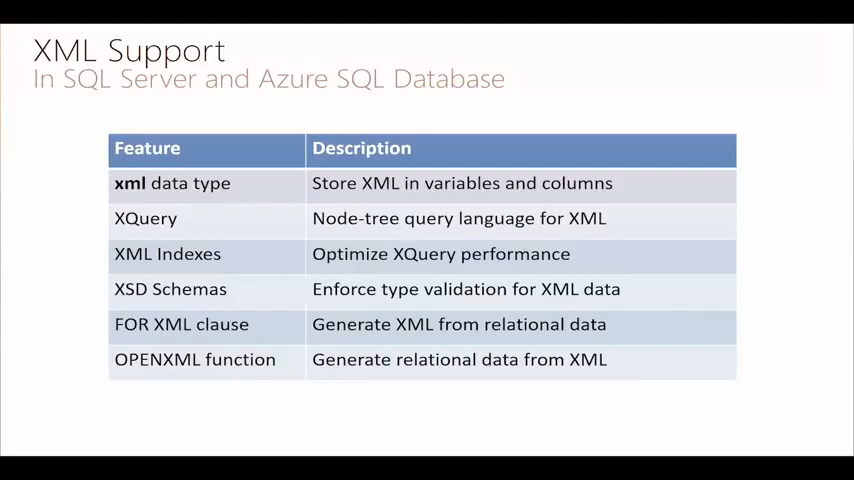 XML Support
In SQL Server and Azure SQL Database
Feature Description
xml data type Store XML in variables and columns
XQuery Node-tree query language for XML
XML Indexes Optimize XQuery performance
XSD Schemas Enforce type validation for XML data
FOR XML clause Generate XML from relational data
OPENXML function Generate relational data from XML